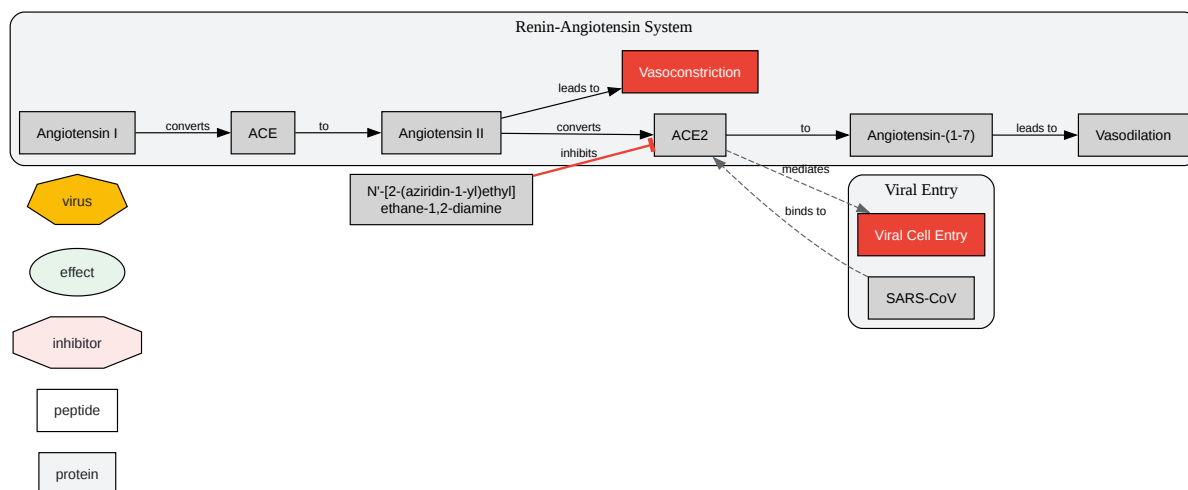 Renin-Angiotensin System
Vasoconstriction
leads to
Angiotensin I
converts
ACE
to
Angiotensin II
converts
ACE2
to
Angiotensin-(1-7)
leads to
Vasodilation
inhibits
N'-[2-(aziridin-1-yl)ethyl]
ethane-1,2-diamine
mediates
binds to
Viral Entry
Viral Cell Entry
SARS-CoV
virus
effect
inhibitor
peptide
protein